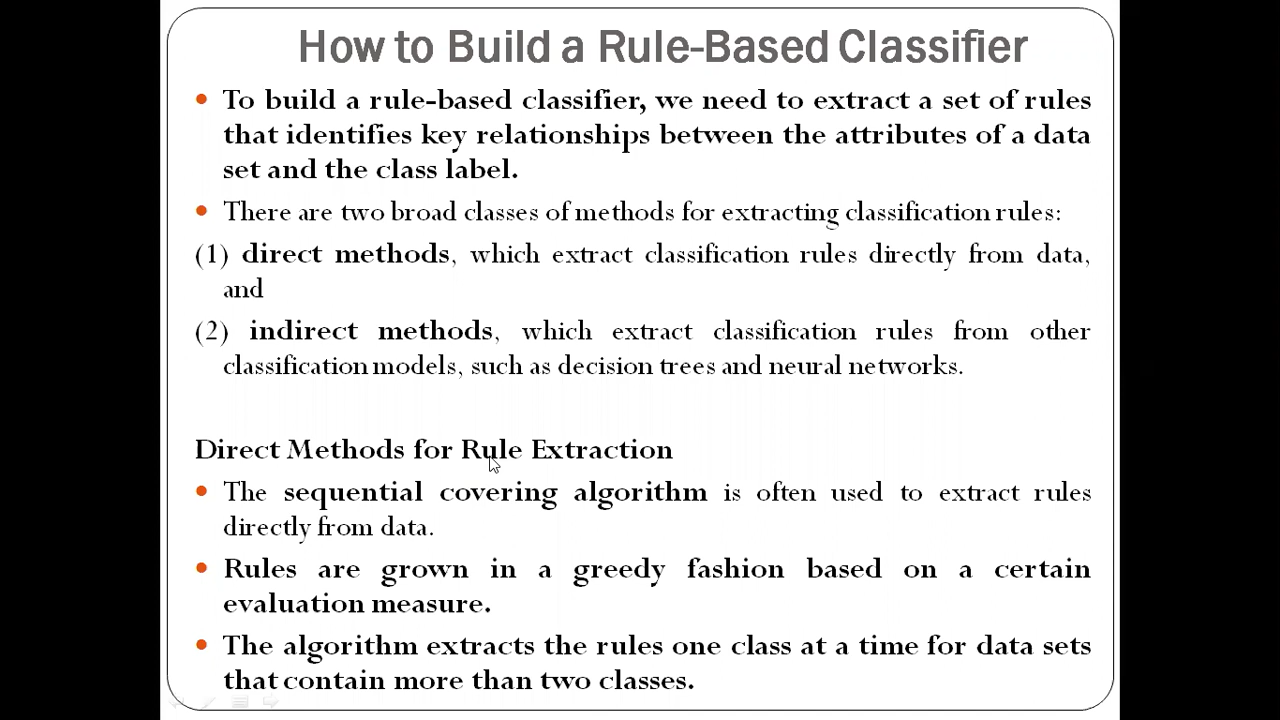 How to Build a Rule-Based Classifier
• To build a rule-based classifier, we need to extract a set of rules
that identifies key relationships between the attributes of a data
set and the class label.
• There are two broad classes of methods for extracting classification rules:
(1) direct methods, which extract classification rules directly from data,
and
(2) indirect methods, which extract classification rules from other
classification models, such as decision trees and neural networks.
Direct Methods for Rule Extraction
• The sequential covering algorithm is often used to extract rules
directly from data.
• Rules are grown in a greedy fashion based on a certain
evaluation measure.
• The algorithm extracts the rules one class at a time for data sets
that contain more than two classes.